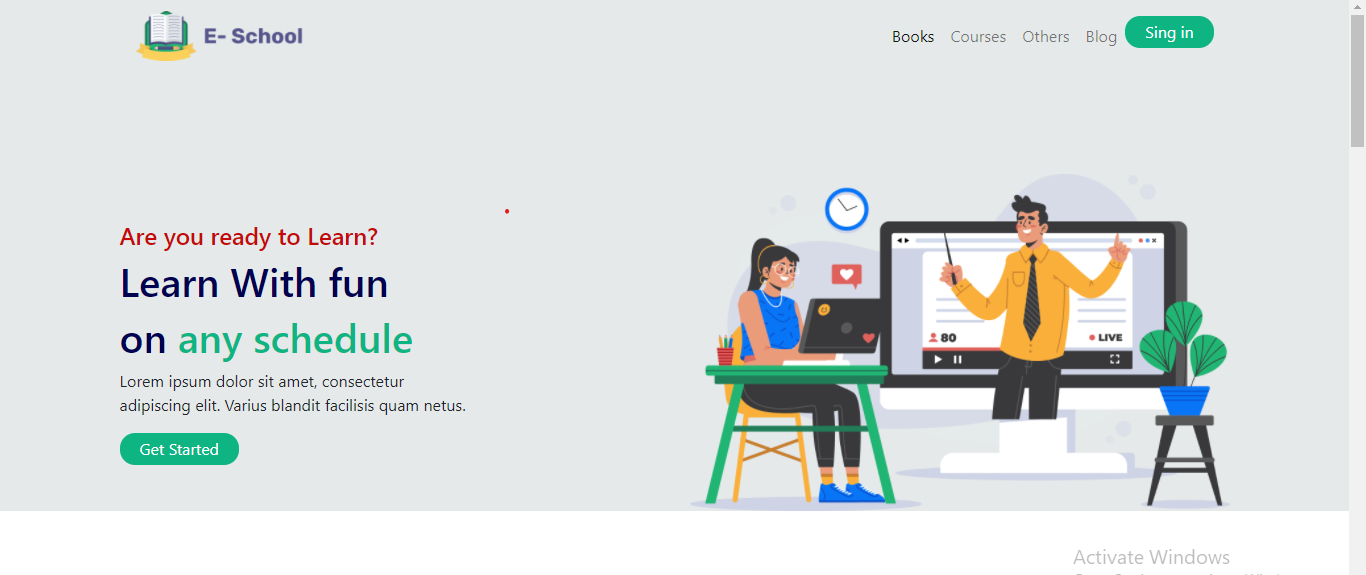 E- School
Books Courses Others Blog Sing in
Are you ready to Learn?
Learn With fun
on any schedule
Lorem ipsum dolor sit amet, consectetur
adipiscing elit. Varius blandit facilisis quam netus.
Get Started
80
LIVE
Activate Windows